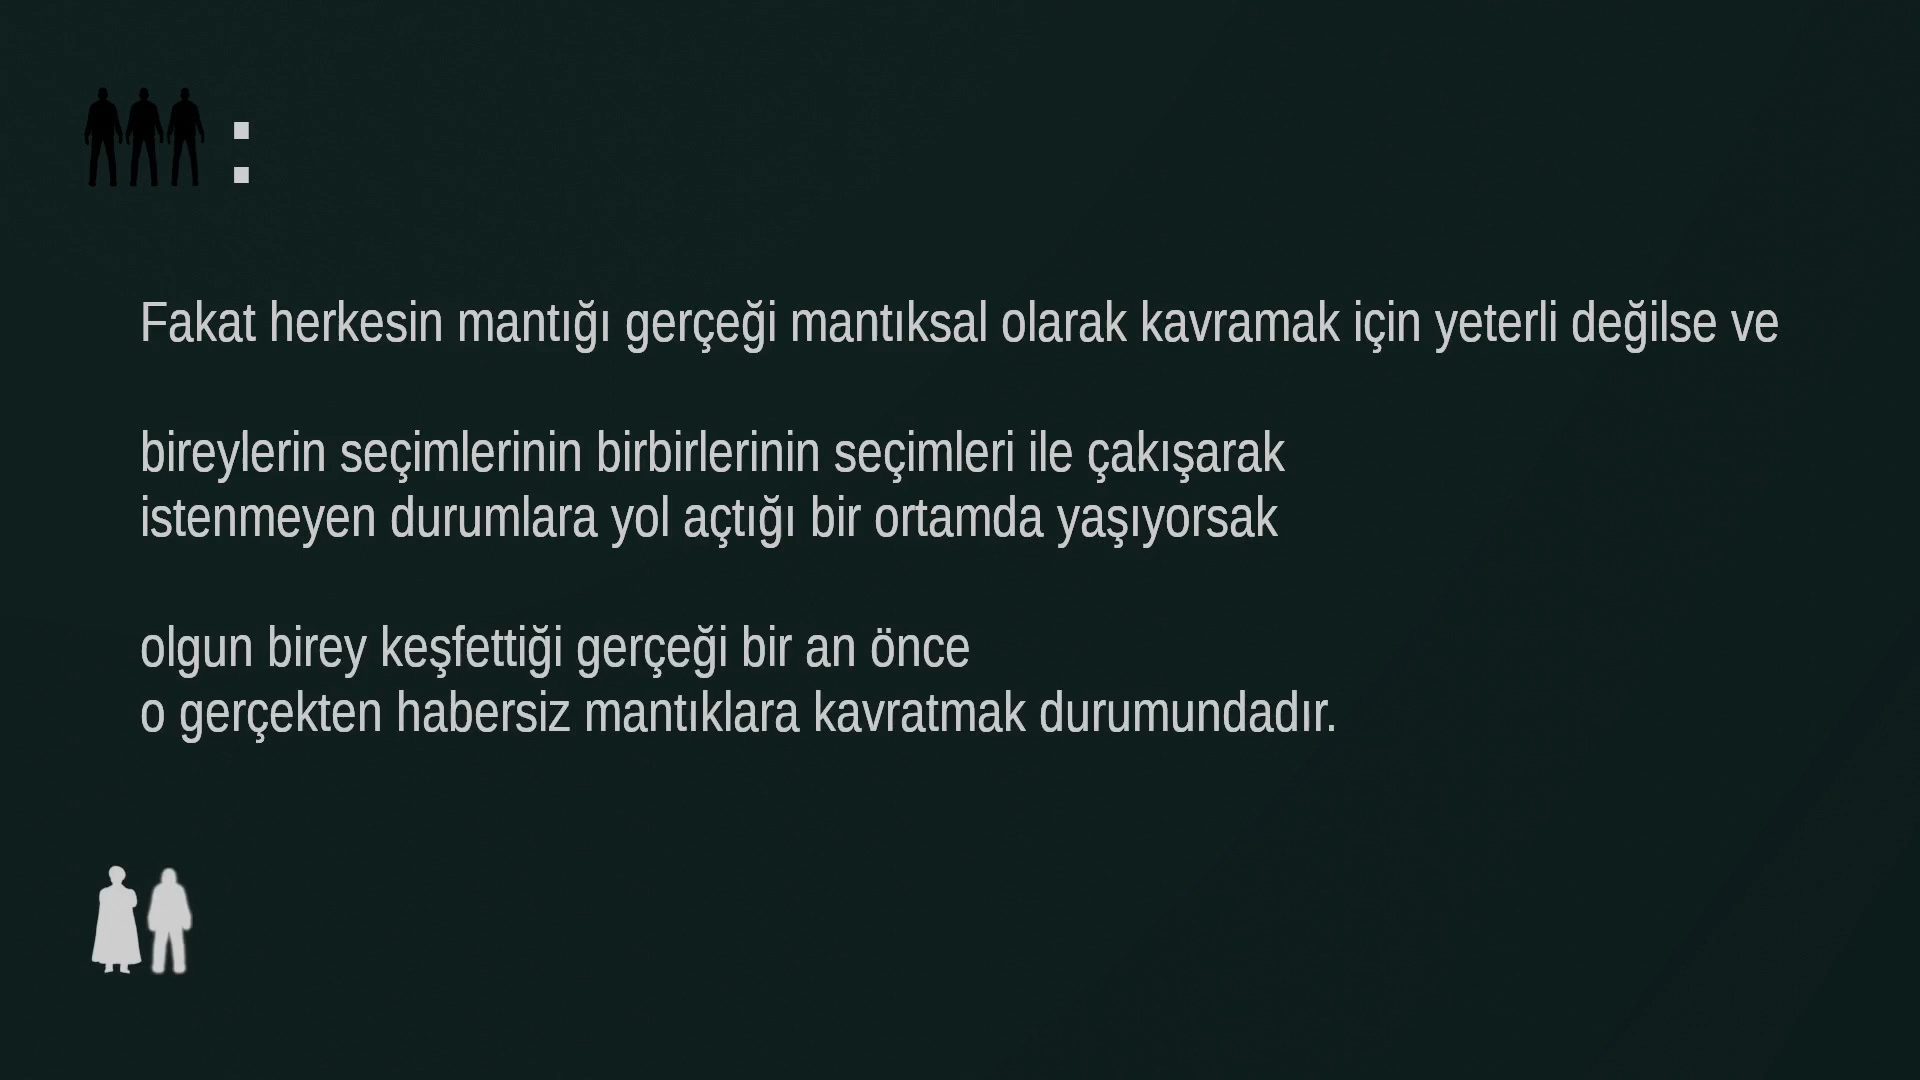 :
Fakat herkesin mantığı gerçeği mantıksal olarak kavramak için yeterli değilse ve
bireylerin seçimlerinin birbirlerinin seçimleri ile çakışarak
istenmeyen durumlara yol açtığı bir ortamda yaşıyorsak
olgun birey keşfettiği gerçeği bir an önce
o gerçekten habersiz mantıklara kavratmak durumundadır.